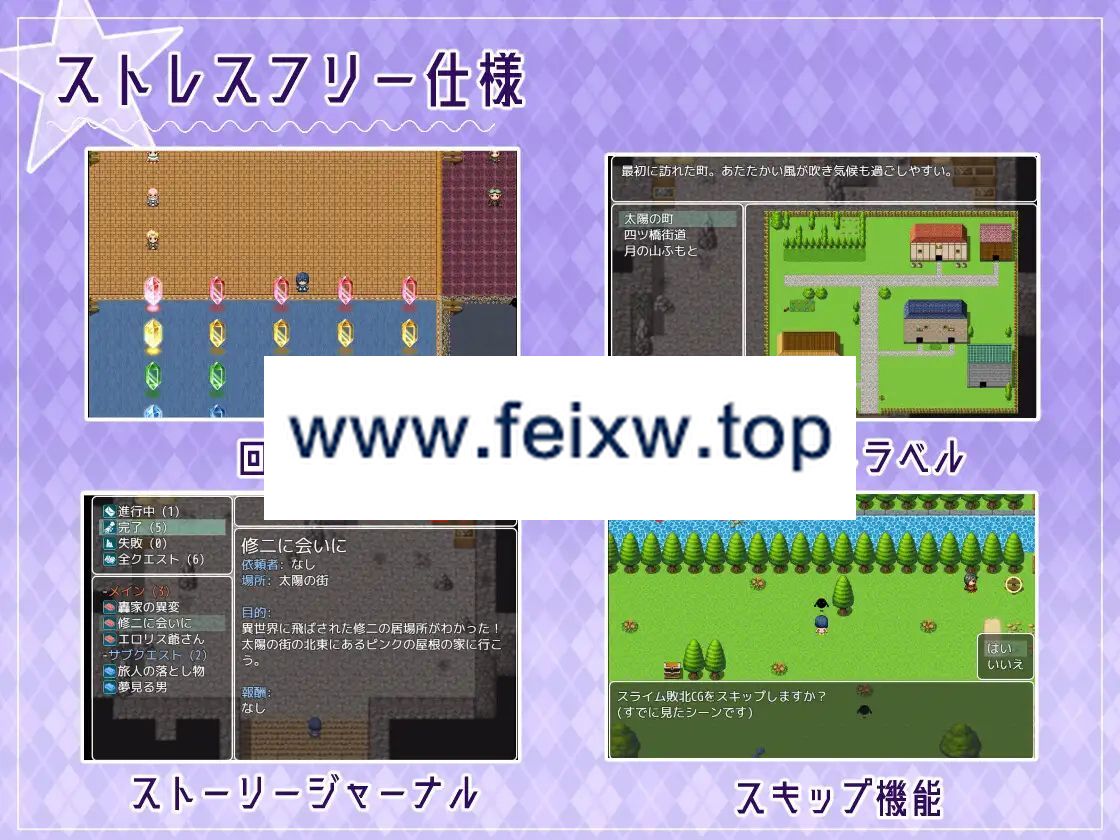 ストレスフリー仕様
最初に訪れた町。あたたかい風が吹き気候も過ごしやすい。
太陽の町
四ツ橋街道
月の山ふもと
www.feixw.top
回
ラベル
進行中 (1)
完了 (5)
失敗 (0)
全クエスト (6)
-メイン (3)
轟家の異変
修二に会いに
エロリス爺さん
-サブクエスト (2)
旅人の落とし物
夢見る男
修二に会いに
依頼者: なし
場所: 太陽の街
目的:
異世界に飛ばされた修二の居場所がわかった!
太陽の街の北東にあるピンクの屋根の家に行こ
う。
報酬:
なし
はい
いいえ
スライム敗北CGをスキップしますか?
(すでに見たシーンです)
ストーリージャーナル
スキップ機能